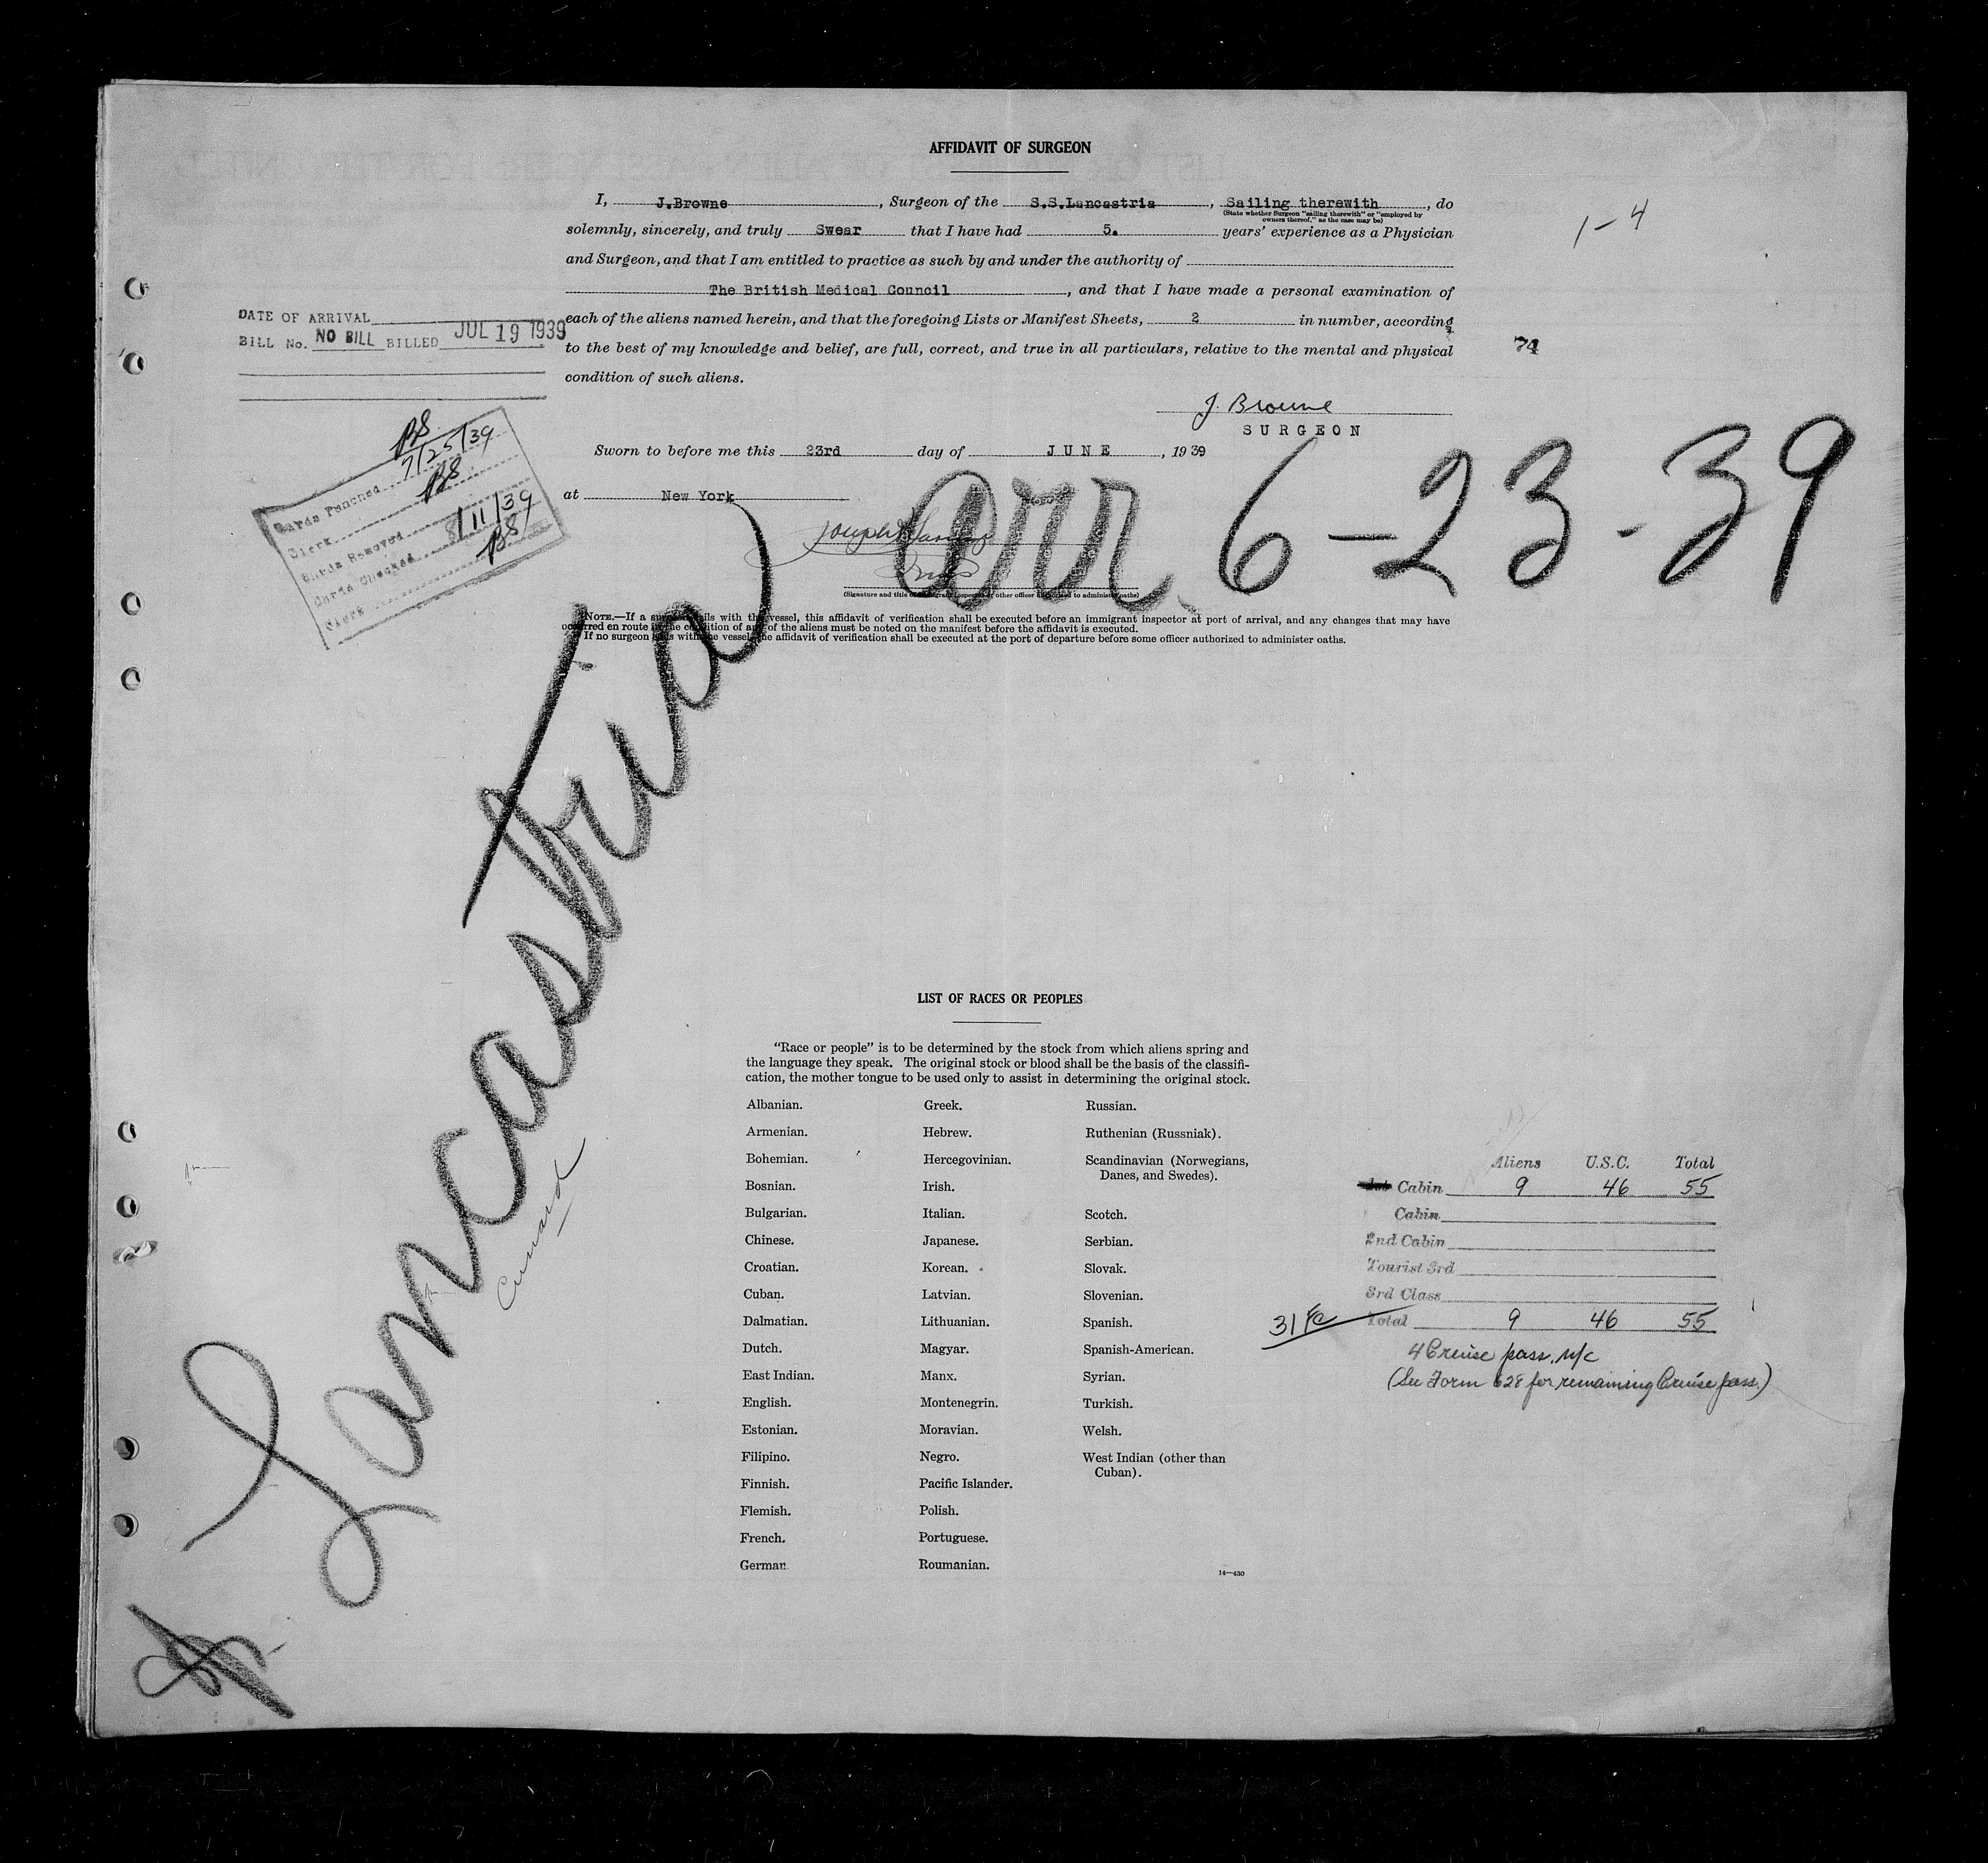 AFFIDAVIT OF SURGEON
I, J.Browne, Surgeon of the S.S.Lancastria, Sailing therewith, do
(State whether Surgeon "sailing therewith" or "employed by
owners thereof," as the case may be)
solemnly, sincerely, and truly Swear that I have had 5. years' experience as a Physician
and Surgeon, and that I am entitled to practice as such by and under the authority of
The British Medical Council, and that I have made a personal examination of
each of the aliens named herein, and that the foregoing Lists or Manifest Sheets, 2 in number, according
to the best of my knowledge and belief, are full, correct, and true in all particulars, relative to the mental and physical
condition of such aliens.
1-4
74
DATE OF ARRIVAL
BILL No. NO BILL BILLED JUL 19 1939
J. Browne
SURGEON
Sworn to before me this 23rd day of JUNE, 1939
at New York
Cards Punched 7/25/39
Clerk
Cards Removed
Cards Checked 8/11/39
Clerk
arr. 6-23-39
(Signature and title of immigrant inspector or other officer authorized to administer oaths)
NOTE.—If a surgeon sails with the vessel, this affidavit of verification shall be executed before an immigrant inspector at port of arrival, and any changes that may have
occurred en route in the condition of any of the aliens must be noted on the manifest before the affidavit is executed.
If no surgeon sails with the vessel, the affidavit of verification shall be executed at the port of departure before some officer authorized to administer oaths.
Lancastria
Cunard
LIST OF RACES OR PEOPLES
"Race or people" is to be determined by the stock from which aliens spring and
the language they speak. The original stock or blood shall be the basis of the classifi-
cation, the mother tongue to be used only to assist in determining the original stock.
Albanian.
Armenian.
Bohemian.
Bosnian.
Bulgarian.
Chinese.
Croatian.
Cuban.
Dalmatian.
Dutch.
East Indian.
English.
Estonian.
Filipino.
Finnish.
Flemish.
French.
German
Greek.
Hebrew.
Hercegovinian.
Irish.
Italian.
Japanese.
Korean.
Latvian.
Lithuanian.
Magyar.
Manx.
Montenegrin.
Moravian.
Negro.
Pacific Islander.
Polish.
Portuguese.
Roumanian.
Russian.
Ruthenian (Russniak).
Scandinavian (Norwegians,
Danes, and Swedes).
Scotch.
Serbian.
Slovak.
Slovenian.
Spanish.
Spanish-American.
Syrian.
Turkish.
Welsh.
West Indian (other than
Cuban).
14—430
Aliens U.S.C. Total
Cabin 9 46 55
Cabin
2nd Cabin
Tourist 3rd
3rd Class
Total 9 46 55
31
4 Cruise pass. n/c
(See Form 628 for remaining Cruise pass.)